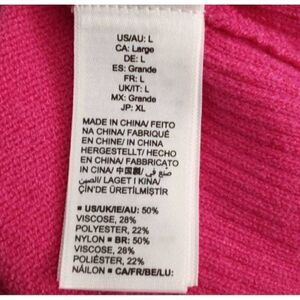 US/AU: L
CA: Large
DE: L
ES: Grande
FR: L
UK/IT: L
MX: Grande
JP: XL
MADE IN CHINA/ FEITO
NA CHINA/ FABRIQUÉ
EN CHINE/ IN CHINA
HERGESTELLT/ HECHO
EN CHINA/ FABBRICATO
IN CINA/ 中国製/ صنع في
الصين/ LAGET I KINA/
ÇİN'DE ÜRETİLMİŞTİR
■ US/UK/IE/AU: 50%
VISCOSE, 28%
POLYESTER, 22%
NYLON ■ BR: 50%
VISCOSE, 28%
POLIÉSTER, 22%
NÁILON ■ CA/FR/BE/LU: